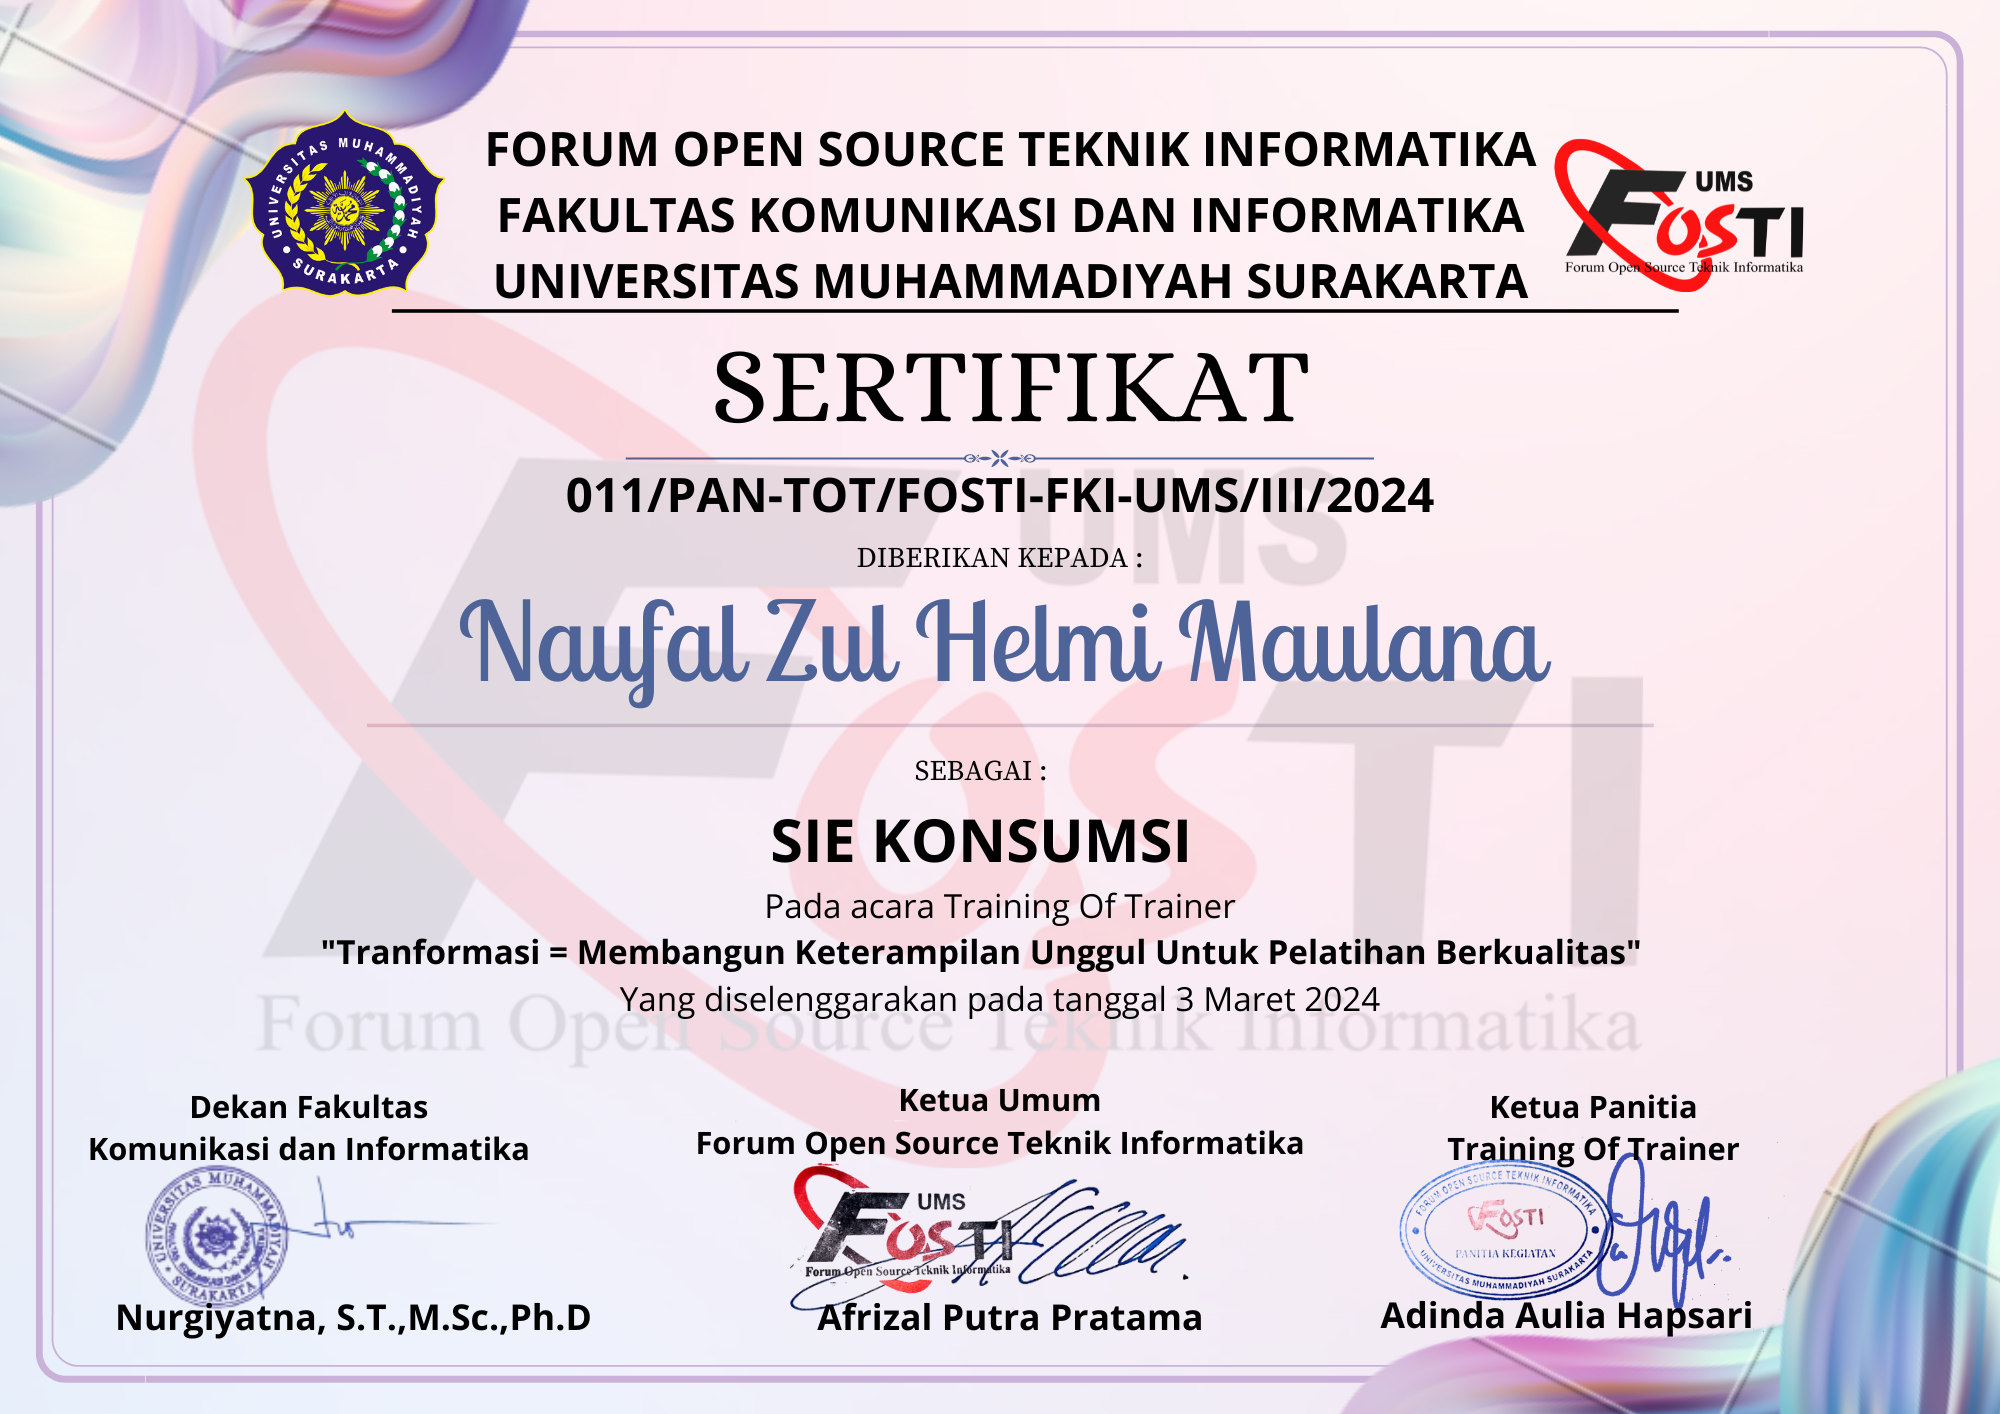 FORUM OPEN SOURCE TEKNIK INFORMATIKA
FAKULTAS KOMUNIKASI DAN INFORMATIKA
UNIVERSITAS MUHAMMADIYAH SURAKARTA
UNIVERSITAS MUHAMMADIYAH
SURAKARTA
UMS
FOSTI
Forum Open Source Teknik Informatika
SERTIFIKAT
011/PAN-TOT/FOSTI-FKI-UMS/III/2024
DIBERIKAN KEPADA :
Naufal Zul Helmi Maulana
SEBAGAI :
SIE KONSUMSI
Pada acara Training Of Trainer
"Tranformasi = Membangun Keterampilan Unggul Untuk Pelatihan Berkualitas"
Yang diselenggarakan pada tanggal 3 Maret 2024
UMS
FOSTI
Forum Open Source Teknik Informatika
Dekan Fakultas
Komunikasi dan Informatika
UNIVERSITAS MUHAMMADIYAH
SURAKARTA
Nurgiyatna, S.T.,M.Sc.,Ph.D
Ketua Umum
Forum Open Source Teknik Informatika
UMS
FOSTI
Forum Open Source Teknik Informatika
Afrizal Putra Pratama
Ketua Panitia
Training Of Trainer
FORUM OPEN SOURCE TEKNIK INFORMATIKA
FOSTI
PANITIA KEGIATAN
UNIVERSITAS MUHAMMADIYAH SURAKARTA
Adinda Aulia Hapsari